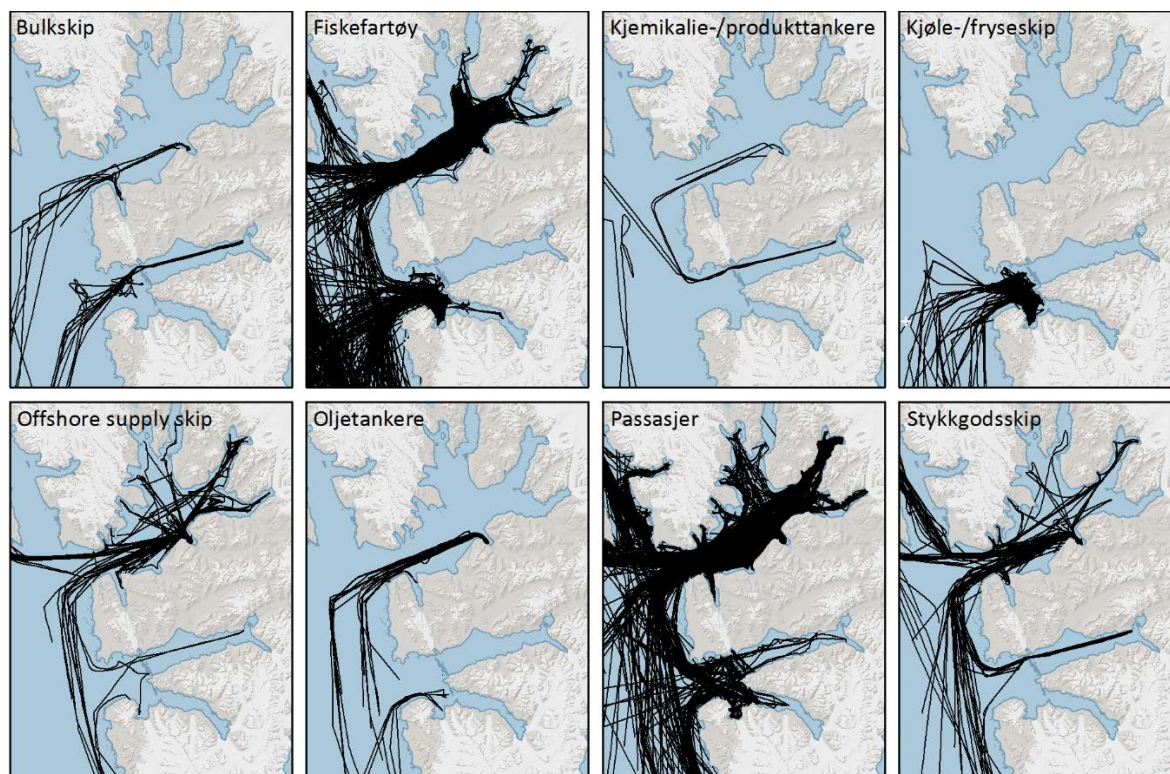 Bulkskip
Fiskefartøy
Kjemikalie-/produkttankere
Kjøle-/fryseskip
Offshore supply skip
Oljetankere
Passasjer
Stykkgodsskip